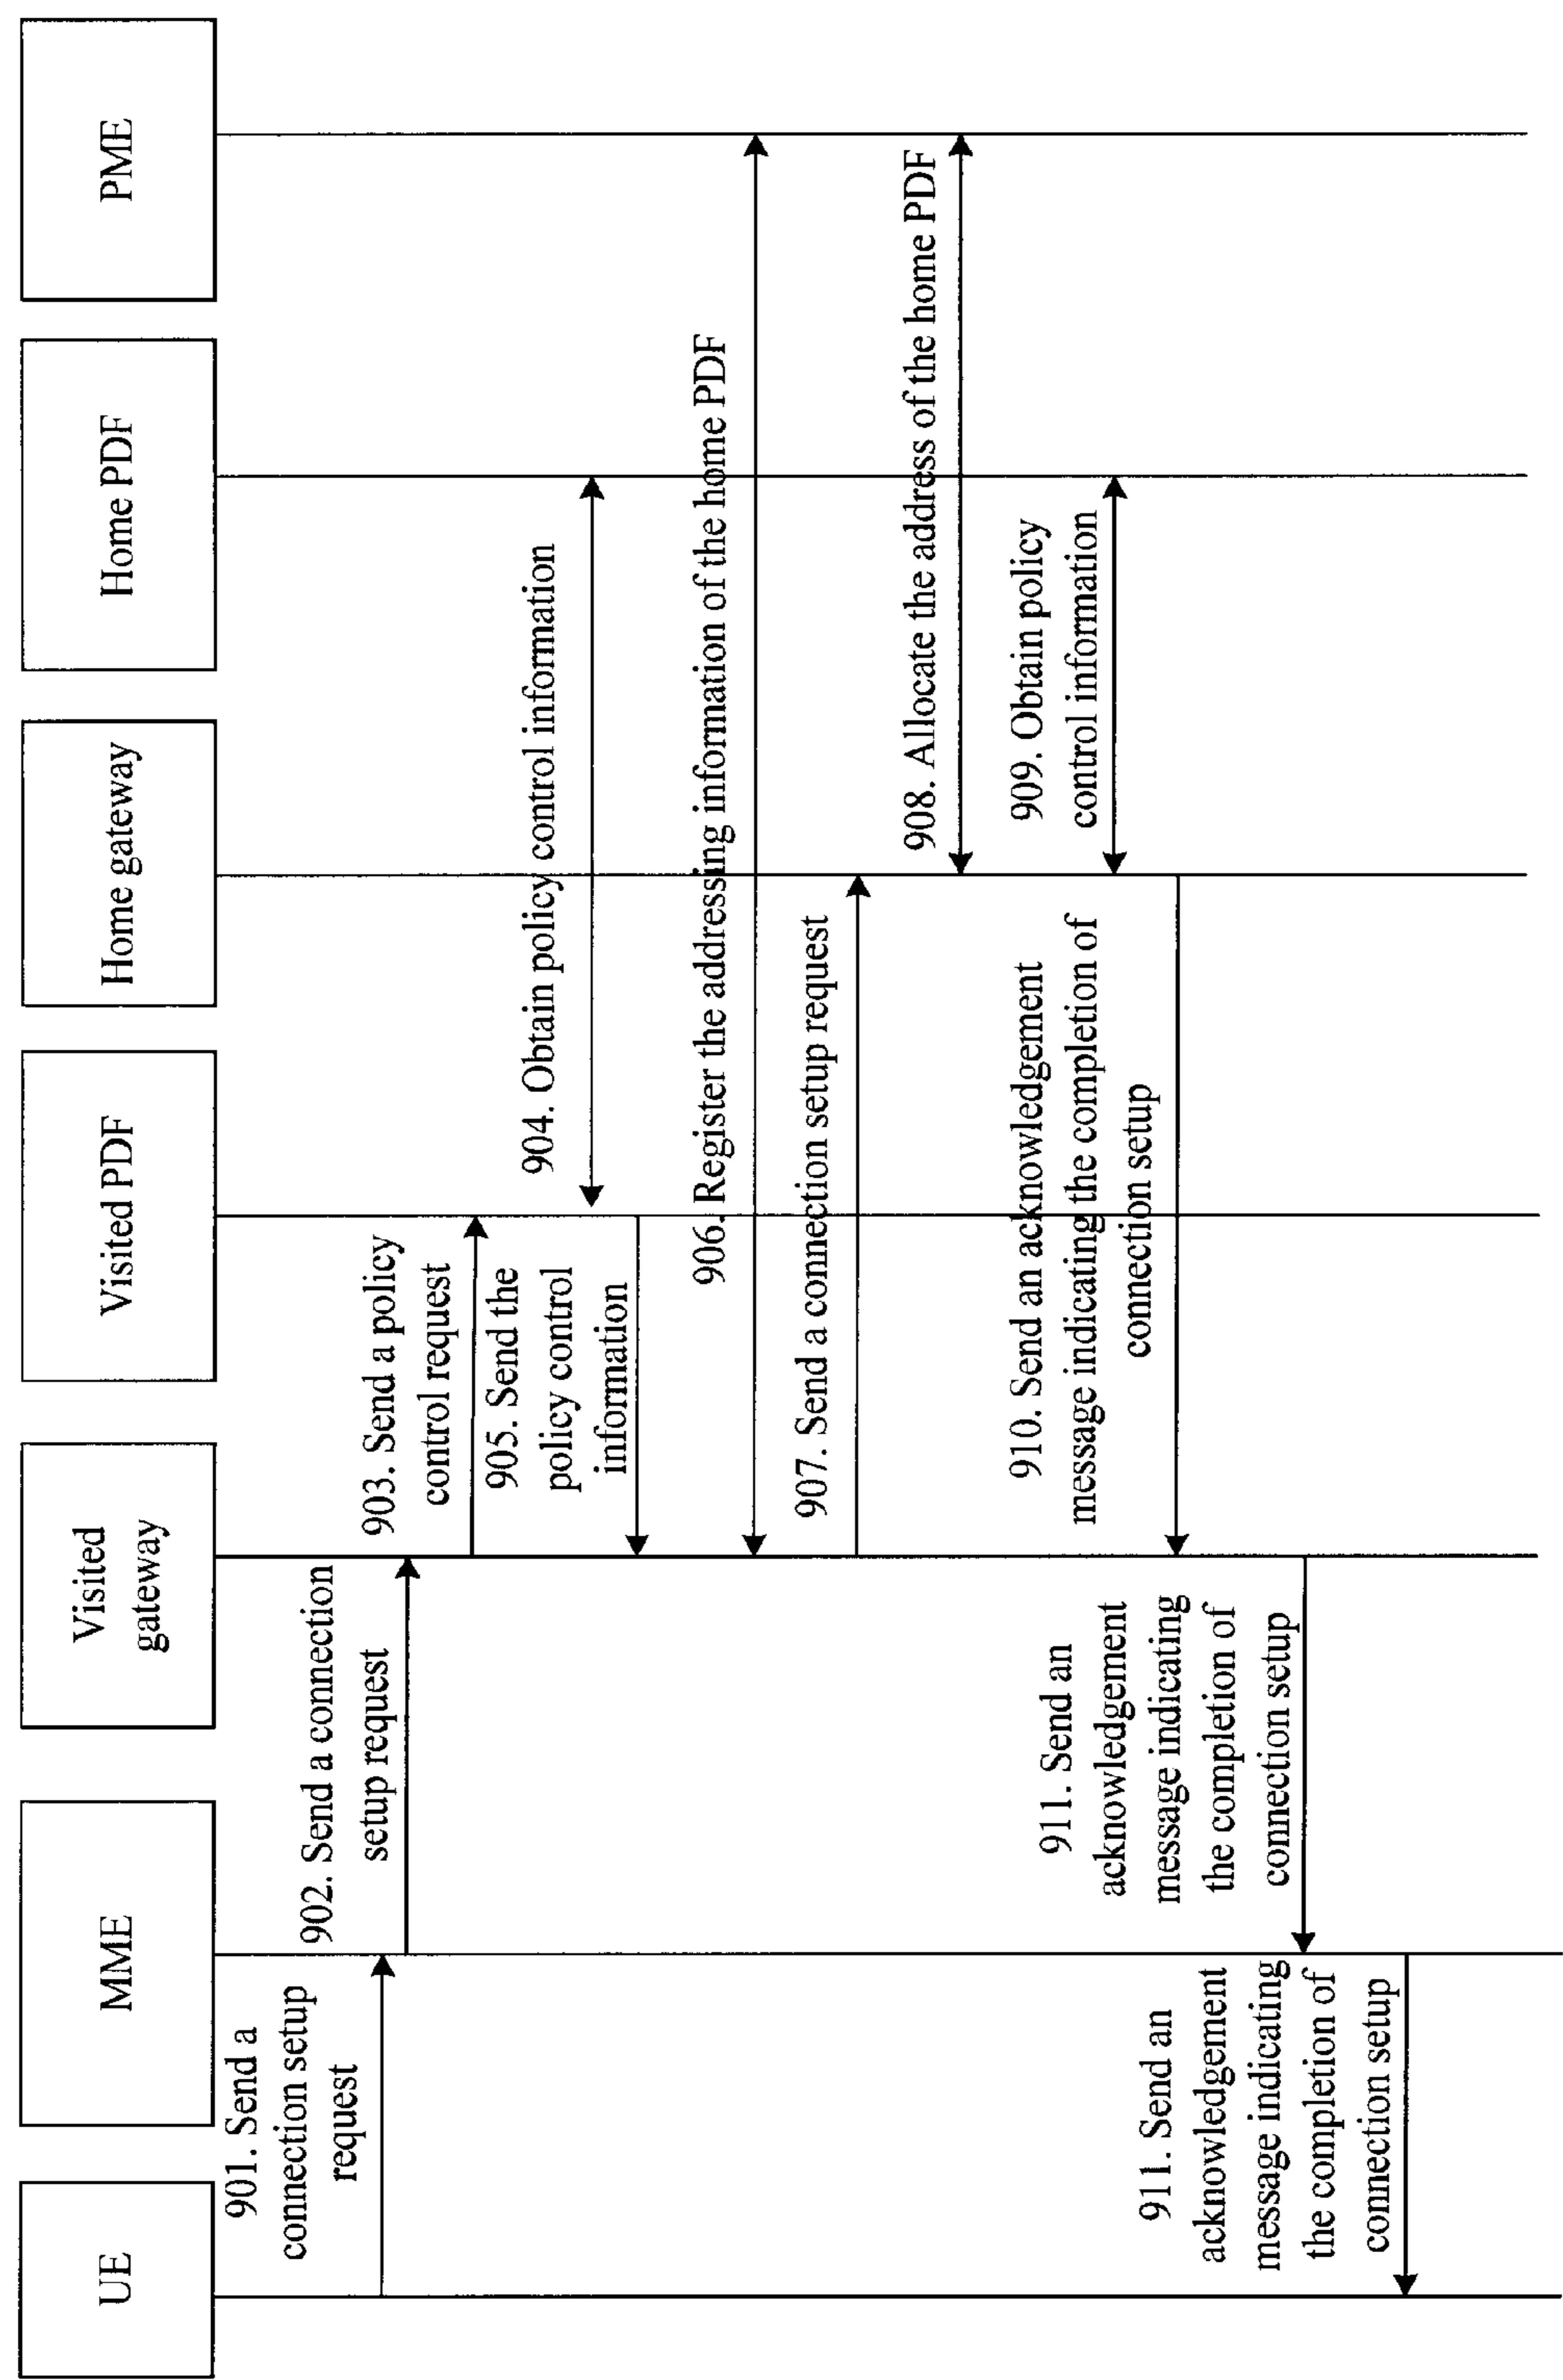 UE
MME
Visited
gateway
Visited PDF
Home gateway
Home PDF
PME
901. Send a
connection setup
request
902. Send a connection
setup request
903. Send a policy
control request
904. Obtain policy control information
905. Send the
policy control
information
906. Register the addressing information of the home PDF
907. Send a connection setup request
908. Allocate the address of the home PDF
909. Obtain policy
control information
910. Send an acknowledgement
message indicating the completion of
connection setup
911. Send an
acknowledgement
message indicating
the completion of
connection setup
911. Send an
acknowledgement
message indicating
the completion of
connection setup